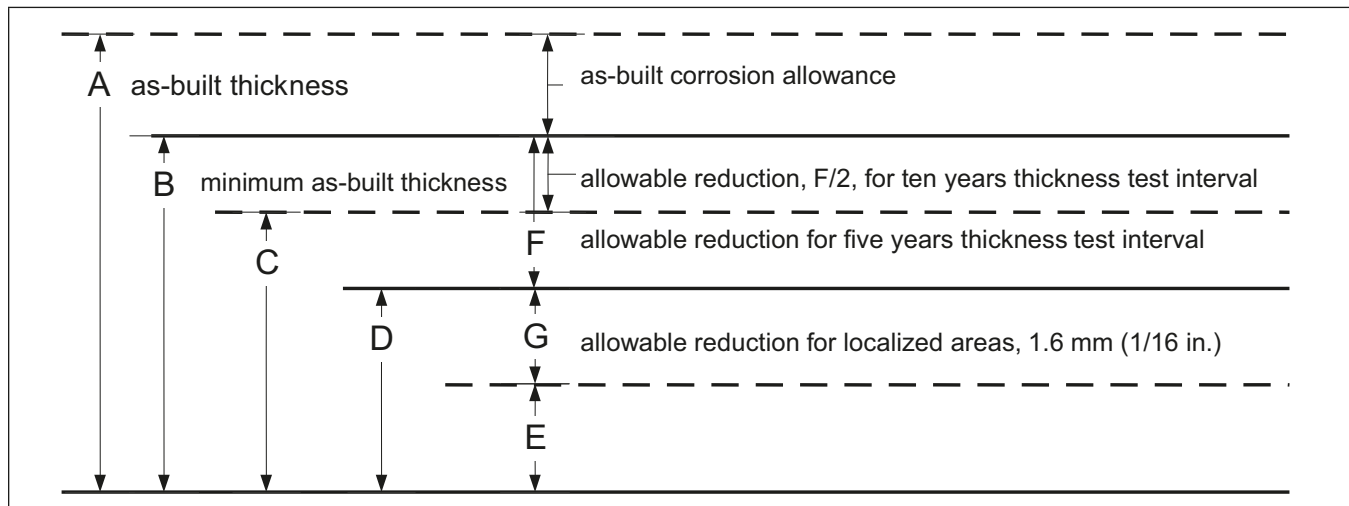 A as-built thickness
as-built corrosion allowance
B minimum as-built thickness
allowable reduction, F/2, for ten years thickness test interval
C
F
allowable reduction for five years thickness test interval
D
G
allowable reduction for localized areas, 1.6 mm (1/16 in.)
E